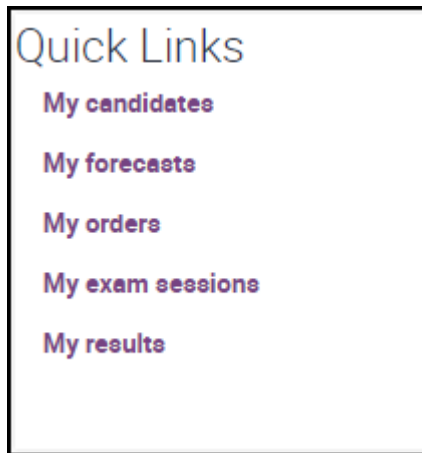 Quick Links
My candidates
My forecasts
My orders
My exam sessions
My results